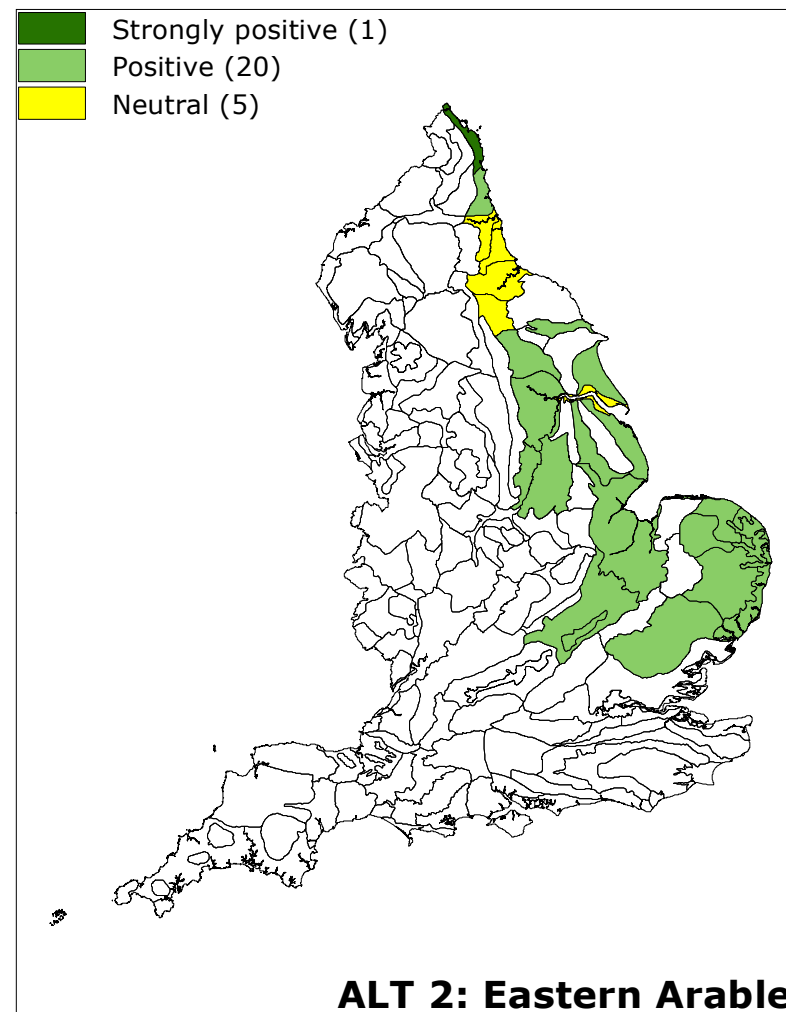 Strongly positive (1)
Positive (20)
Neutral (5)
ALT 2: Eastern Arable